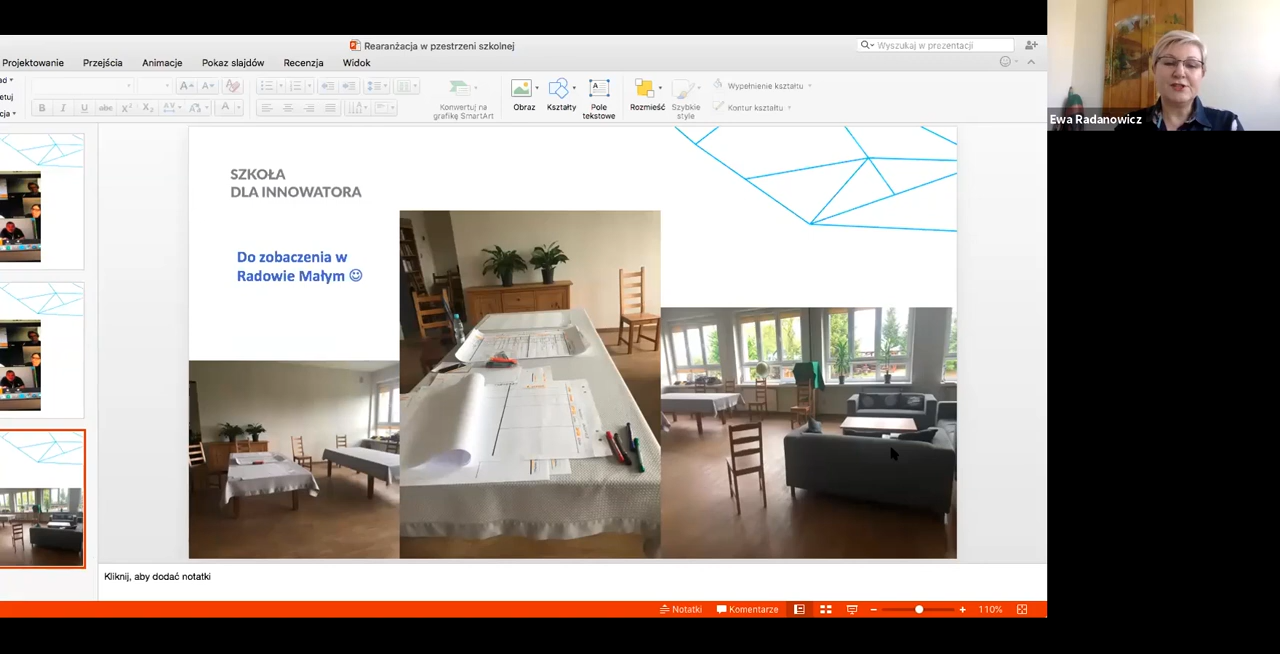 Rearanżacja w pzestrzeni szkolnej
Wyszukaj w prezentacji
Projektowanie
Przejścia
Animacje
Pokaz slajdów
Recenzja
Widok
Konwertuj na
grafikę SmartArt
Obraz
Kształty
Pole
tekstowe
Rozmieść
Szybkie
style
Wypełnienie kształtu
Kontur kształtu
Ewa Radanowicz
SZKOŁA
DLA INNOWATORA
Do zobaczenia w
Radowie Małym ☺
Kliknij, aby dodać notatki
Notatki
Komentarze
110%